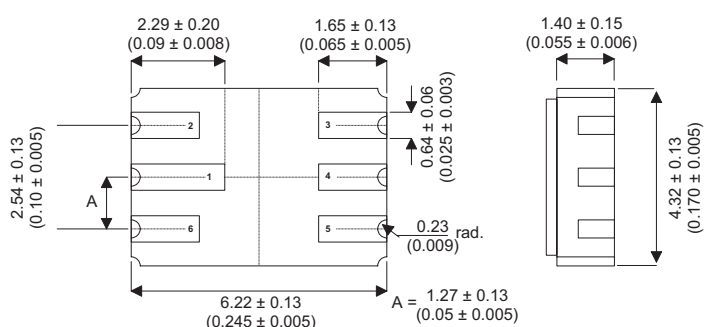 2.29 ± 0.20
(0.09 ± 0.008)
1.65 ± 0.13
(0.065 ± 0.005)
1.40 ± 0.15
(0.055 ± 0.006)
2
3
0.64 ± 0.06
(0.025 ± 0.003)
2.54 ± 0.13
(0.10 ± 0.005)
A
1
4
4.32 ± 0.13
(0.170 ± 0.005)
6
5
0.23
(0.009)
rad.
6.22 ± 0.13
(0.245 ± 0.005)
A = 1.27 ± 0.13
(0.05 ± 0.005)